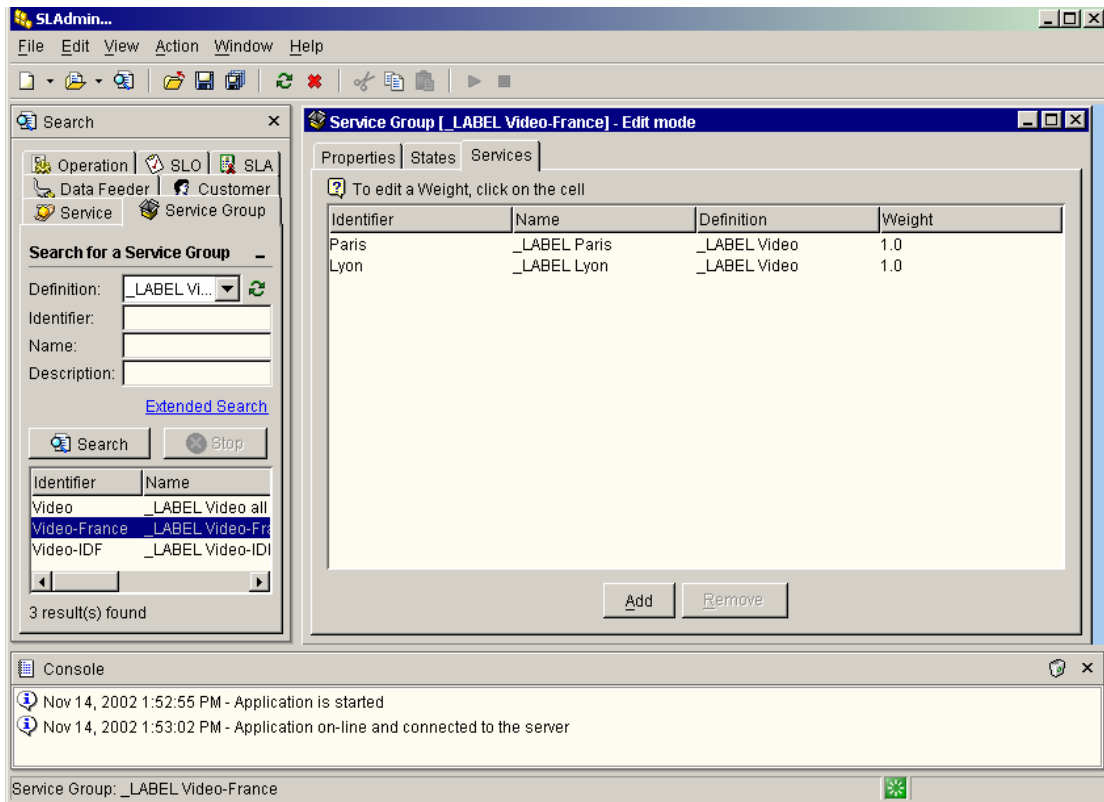 SLAdmin...
File Edit View Action Window Help
Search
Operation SLO SLA
Data Feeder Customer
Service Service Group
Search for a Service Group
Definition: _LABEL Vi...
Identifier:
Name:
Description:
Extended Search
Search Stop
Identifier Name
Video _LABEL Video all
Video-France _LABEL Video-Fra
Video-IDF _LABEL Video-IDI
3 result(s) found
Service Group [_LABEL Video-France] - Edit mode
Properties States Services
To edit a Weight, click on the cell
Identifier Name Definition Weight
Paris _LABEL Paris _LABEL Video 1.0
Lyon _LABEL Lyon _LABEL Video 1.0
Add Remove
Console
Nov 14, 2002 1:52:55 PM - Application is started
Nov 14, 2002 1:53:02 PM - Application on-line and connected to the server
Service Group: _LABEL Video-France